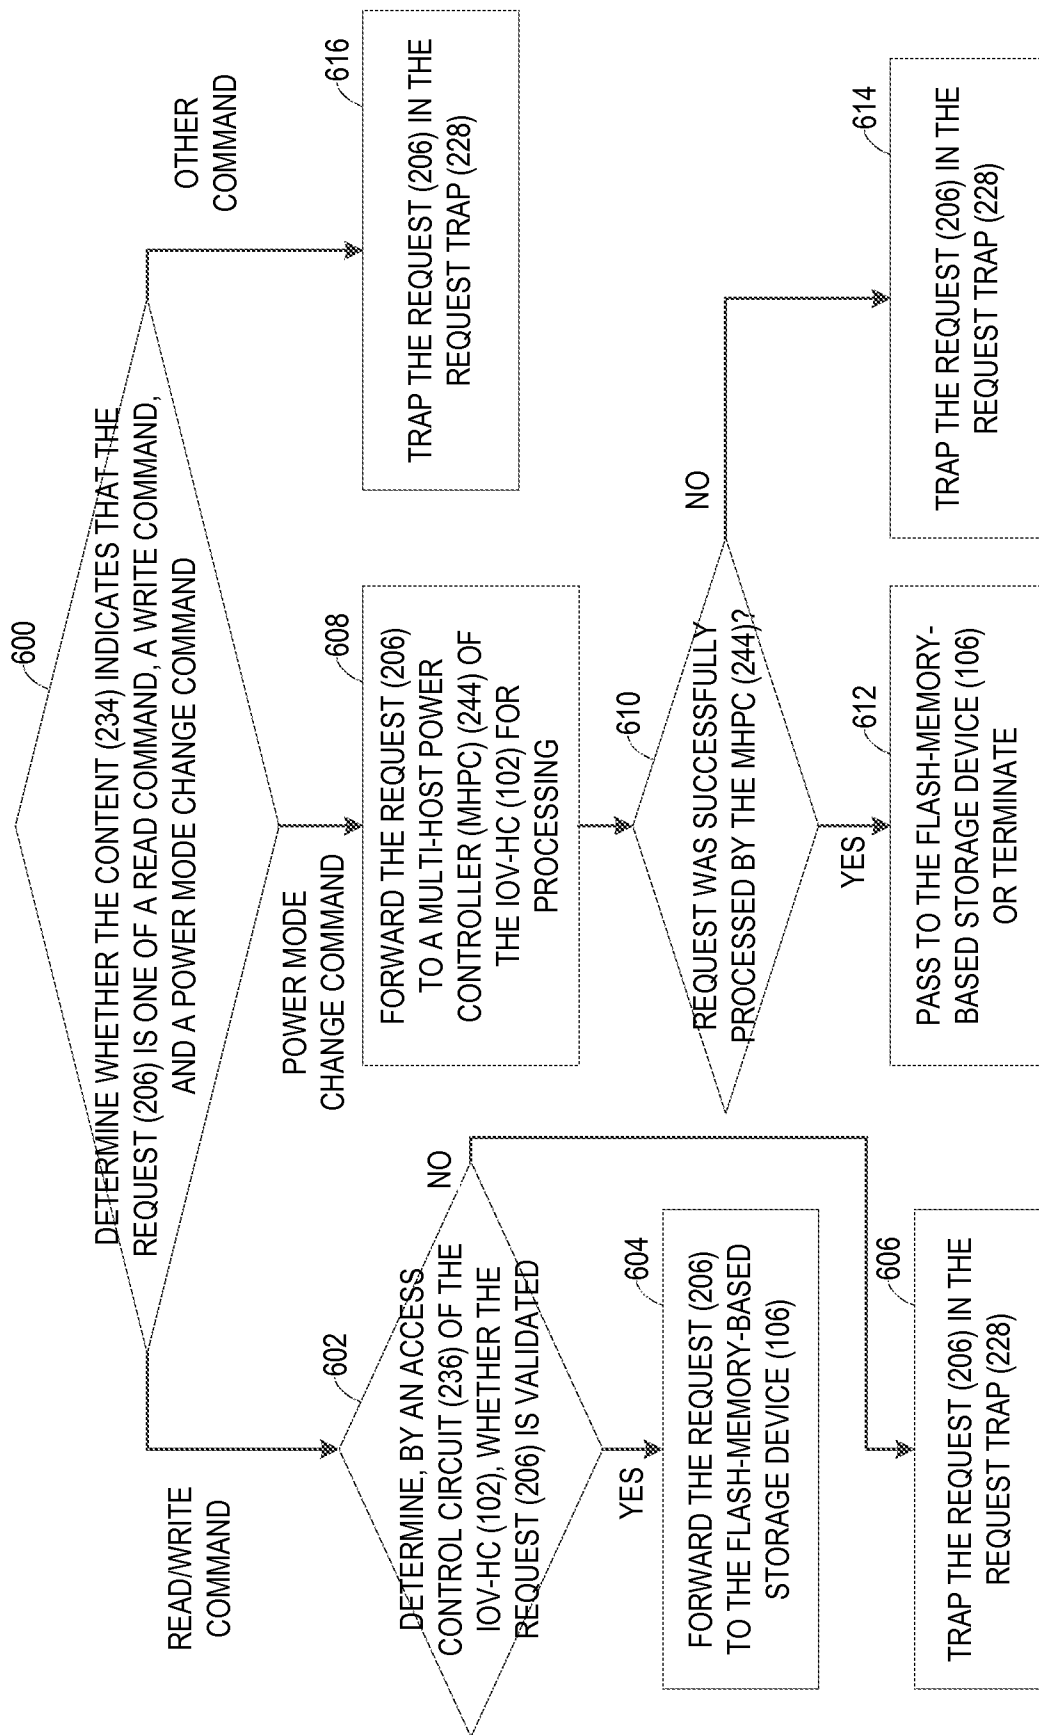 600
DETERMINE WHETHER THE CONTENT (234) INDICATES THAT THE
REQUEST (206) IS ONE OF A READ COMMAND, A WRITE COMMAND,
AND A POWER MODE CHANGE COMMAND
READ/WRITE
COMMAND
602
DETERMINE, BY AN ACCESS
CONTROL CIRCUIT (236) OF THE
IOV-HC (102), WHETHER THE
REQUEST (206) IS VALIDATED
YES
604
FORWARD THE REQUEST (206)
TO THE FLASH-MEMORY-BASED
STORAGE DEVICE (106)
NO
606
TRAP THE REQUEST (206) IN THE
REQUEST TRAP (228)
POWER MODE
CHANGE COMMAND
608
FORWARD THE REQUEST (206)
TO A MULTI-HOST POWER
CONTROLLER (MHPC) (244) OF
THE IOV-HC (102) FOR
PROCESSING
610
REQUEST WAS SUCCESSFULLY
PROCESSED BY THE MHPC (244)?
YES
612
PASS TO THE FLASH-MEMORY-
BASED STORAGE DEVICE (106)
OR TERMINATE
NO
614
TRAP THE REQUEST (206) IN THE
REQUEST TRAP (228)
OTHER
COMMAND
616
TRAP THE REQUEST (206) IN THE
REQUEST TRAP (228)